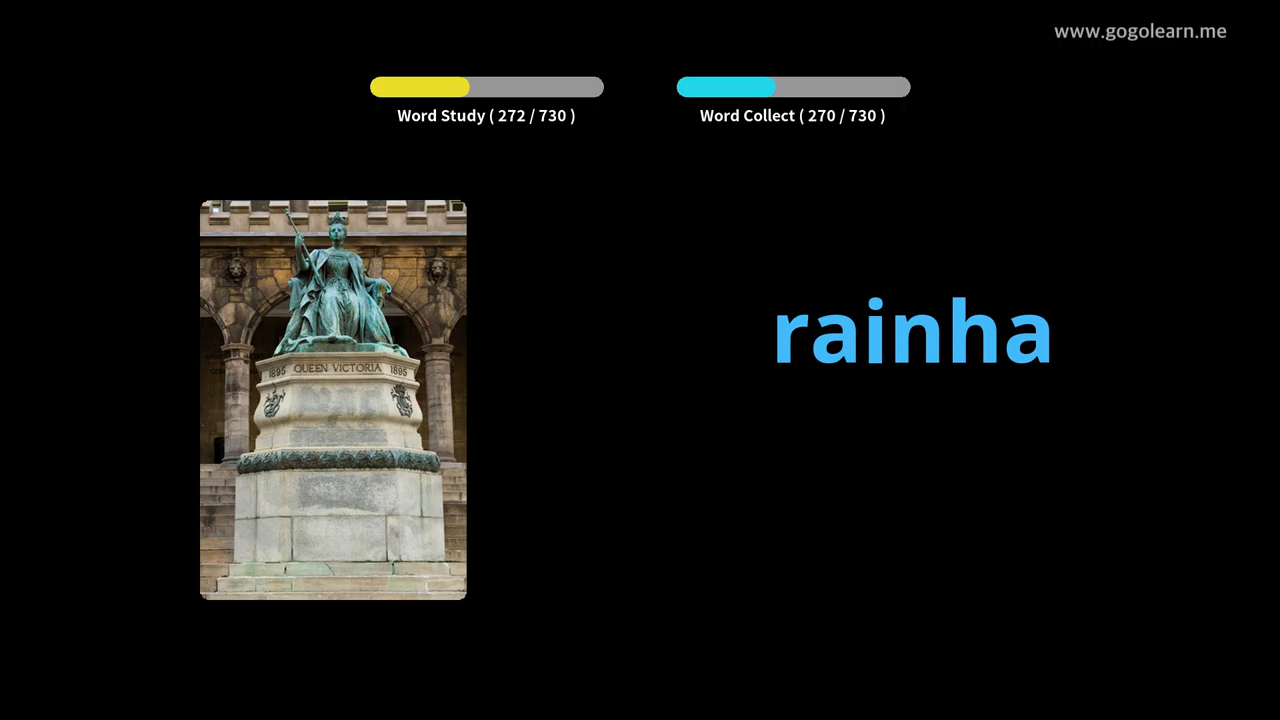 www.gogolearn.me
Word Study ( 272 / 730 )
Word Collect ( 270 / 730 )
rainha
1895 QUEEN VICTORIA 1895